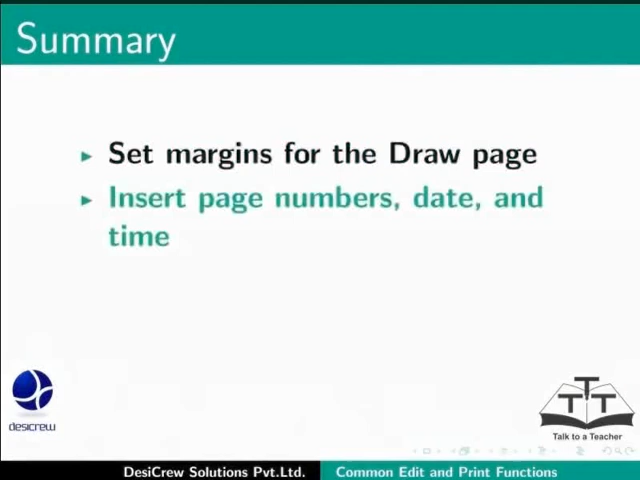 Summary
Set margins for the Draw page
Insert page numbers, date, and
time
desicrew
TTT
Talk to a Teacher
DesiCrew Solutions Pvt.Ltd. Common Edit and Print Functions